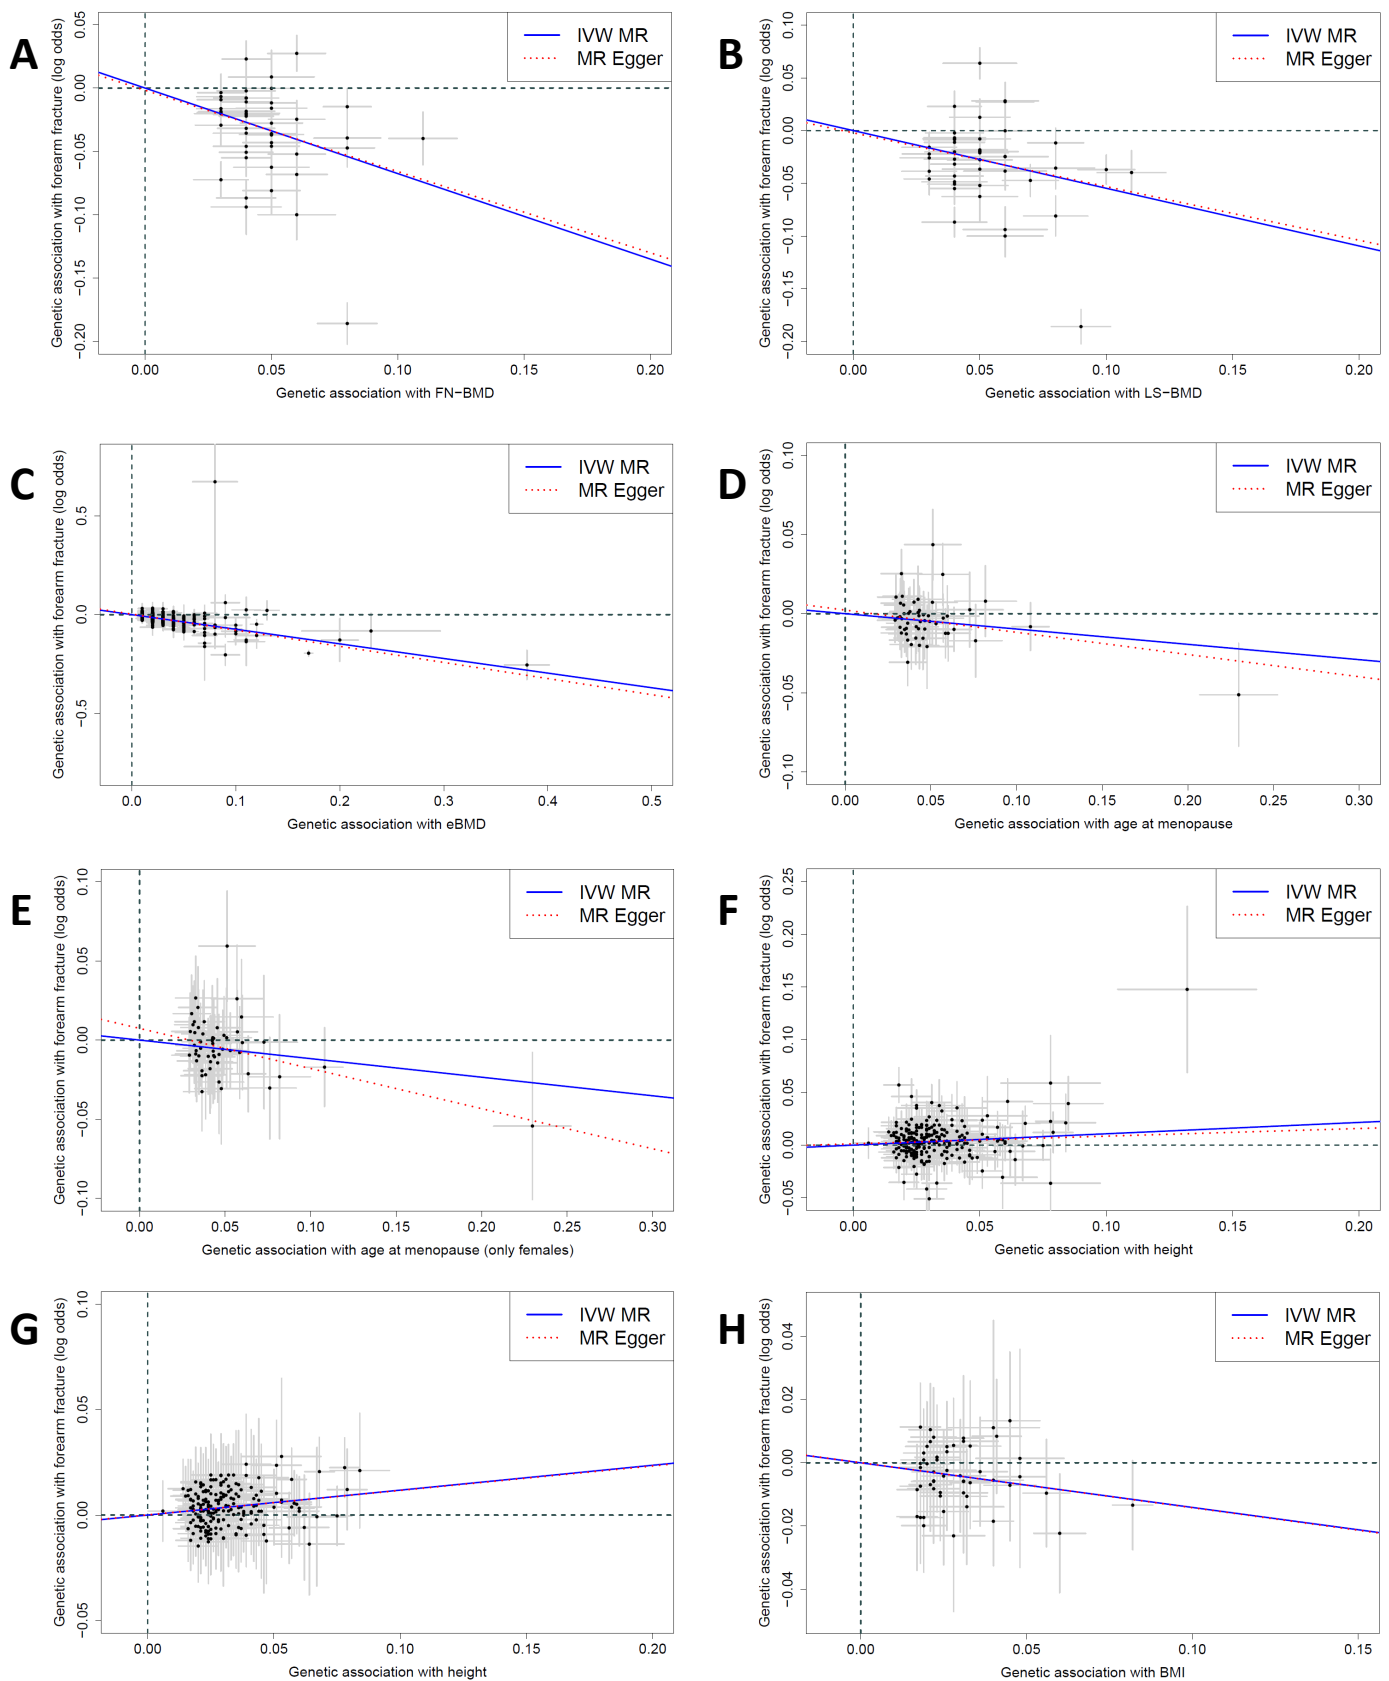 A
Genetic association with forearm fracture (log odds)
0.05
0.00
−0.05
−0.10
−0.15
−0.20
IVW MR
MR Egger
0.00 0.05 0.10 0.15 0.20
Genetic association with FN−BMD
B
Genetic association with forearm fracture (log odds)
0.10
0.05
0.00
−0.05
−0.10
−0.15
−0.20
IVW MR
MR Egger
0.00 0.05 0.10 0.15 0.20
Genetic association with LS−BMD
C
Genetic association with forearm fracture (log odds)
0.5
0.0
−0.5
IVW MR
MR Egger
0.0 0.1 0.2 0.3 0.4 0.5
Genetic association with eBMD
D
Genetic association with forearm fracture (log odds)
0.10
0.05
0.00
−0.05
−0.10
IVW MR
MR Egger
0.00 0.05 0.10 0.15 0.20 0.25 0.30
Genetic association with age at menopause
E
Genetic association with forearm fracture (log odds)
0.10
0.05
0.00
−0.05
−0.10
IVW MR
MR Egger
0.00 0.05 0.10 0.15 0.20 0.25 0.30
Genetic association with age at menopause (only females)
F
Genetic association with forearm fracture (log odds)
0.25
0.20
0.15
0.10
0.05
0.00
−0.05
IVW MR
MR Egger
0.00 0.05 0.10 0.15 0.20
Genetic association with height
G
Genetic association with forearm fracture (log odds)
0.10
0.05
0.00
−0.05
IVW MR
MR Egger
0.00 0.05 0.10 0.15 0.20
Genetic association with height
H
Genetic association with forearm fracture (log odds)
0.04
0.02
0.00
−0.02
−0.04
IVW MR
MR Egger
0.00 0.05 0.10 0.15
Genetic association with BMI